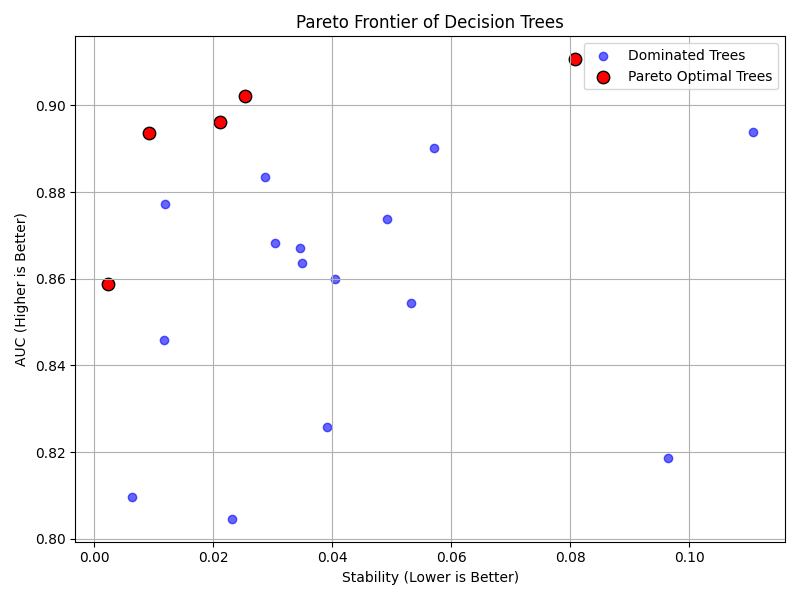 Pareto Frontier of Decision Trees
Dominated Trees
Pareto Optimal Trees
AUC (Higher is Better)
0.90
0.88
0.86
0.84
0.82
0.80
0.00 0.02 0.04 0.06 0.08 0.10
Stability (Lower is Better)